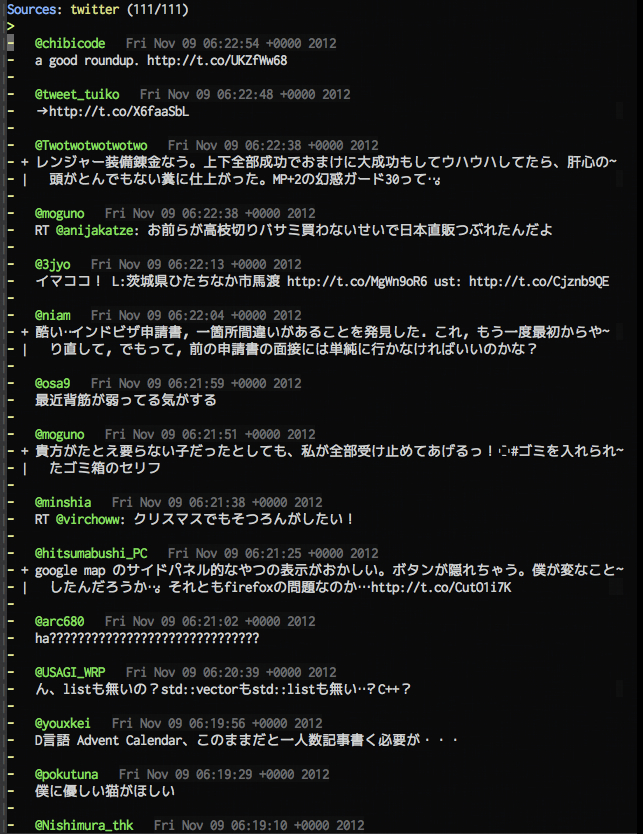 Sources: twitter (111/111)
>
-  @chibicode  Fri Nov 09 06:22:54 +0000 2012
-  a good roundup. http://t.co/UKZfWw68
-
-  @tweet_tuiko  Fri Nov 09 06:22:48 +0000 2012
-  →http://t.co/X6faaSbL
-
-  @Twotwotwotwotwo  Fri Nov 09 06:22:38 +0000 2012
- + レンジャー装備錬金なう。上下全部成功でおまけに大成功もしてウハウハしてたら、肝心の~
- |  頭がとんでもない糞に仕上がった。MP+2の幻惑ガード30って…。
-
-  @moguno  Fri Nov 09 06:22:38 +0000 2012
-  RT @anijakatze: お前らが高枝切りバサミ買わないせいで日本直販つぶれたんだよ
-
-  @3jyo  Fri Nov 09 06:22:13 +0000 2012
-  イマココ！ L:茨城県ひたちなか市馬渡 http://t.co/MgWn9oR6 ust: http://t.co/Cjznb9QE
-
-  @niam  Fri Nov 09 06:22:04 +0000 2012
- + 酷い…インドビザ申請書，一箇所間違いがあることを発見した．これ，もう一度最初からや~
- |  り直して，でもって，前の申請書の面接には単純に行かなければいいのかな？
-
-  @osa9  Fri Nov 09 06:21:59 +0000 2012
-  最近背筋が弱ってる気がする
-
-  @moguno  Fri Nov 09 06:21:51 +0000 2012
- + 貴方がたとえ要らない子だったとしても、私が全部受け止めてあげるっ！ #ゴミを入れられ~
- |  たゴミ箱のセリフ
-
-  @minshia  Fri Nov 09 06:21:38 +0000 2012
-  RT @virchoww: クリスマスでもそつろんがしたい！
-
-  @hitsumabushi_PC  Fri Nov 09 06:21:25 +0000 2012
- + google map のサイドパネル的なやつの表示がおかしい。ボタンが隠れちゃう。僕が変なこと~
- |  したんだろうか…。それともfirefoxの問題なのか…http://t.co/CutO1i7K
-
-  @arc680  Fri Nov 09 06:21:02 +0000 2012
-  ha??????????????????????????????
-
-  @USAGI_WRP  Fri Nov 09 06:20:39 +0000 2012
-  ん、listも無いの？std::vectorもstd::listも無い…？C++？
-
-  @youxkei  Fri Nov 09 06:19:56 +0000 2012
-  D言語 Advent Calendar、このままだと一人数記事書く必要が・・・
-
-  @pokutuna  Fri Nov 09 06:19:29 +0000 2012
-  僕に優しい猫がほしい
-
-  @Nishimura_thk  Fri Nov 09 06:19:10 +0000 2012